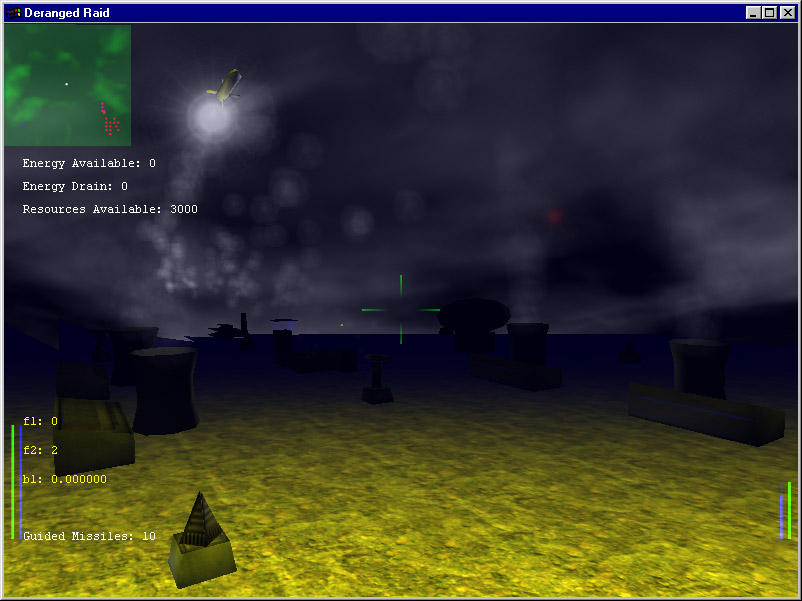 Deranged Raid
Energy Available: 0
Energy Drain: 0
Resources Available: 3000
f1: 0
f2: 2
b1: 0.000000
Guided Missiles: 10